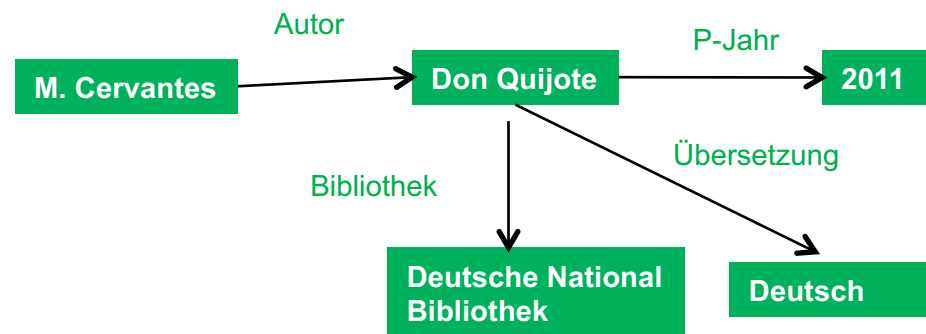 Autor
P-Jahr
M. Cervantes
Don Quijote
2011
Übersetzung
Bibliothek
Deutsche National
Bibliothek
Deutsch